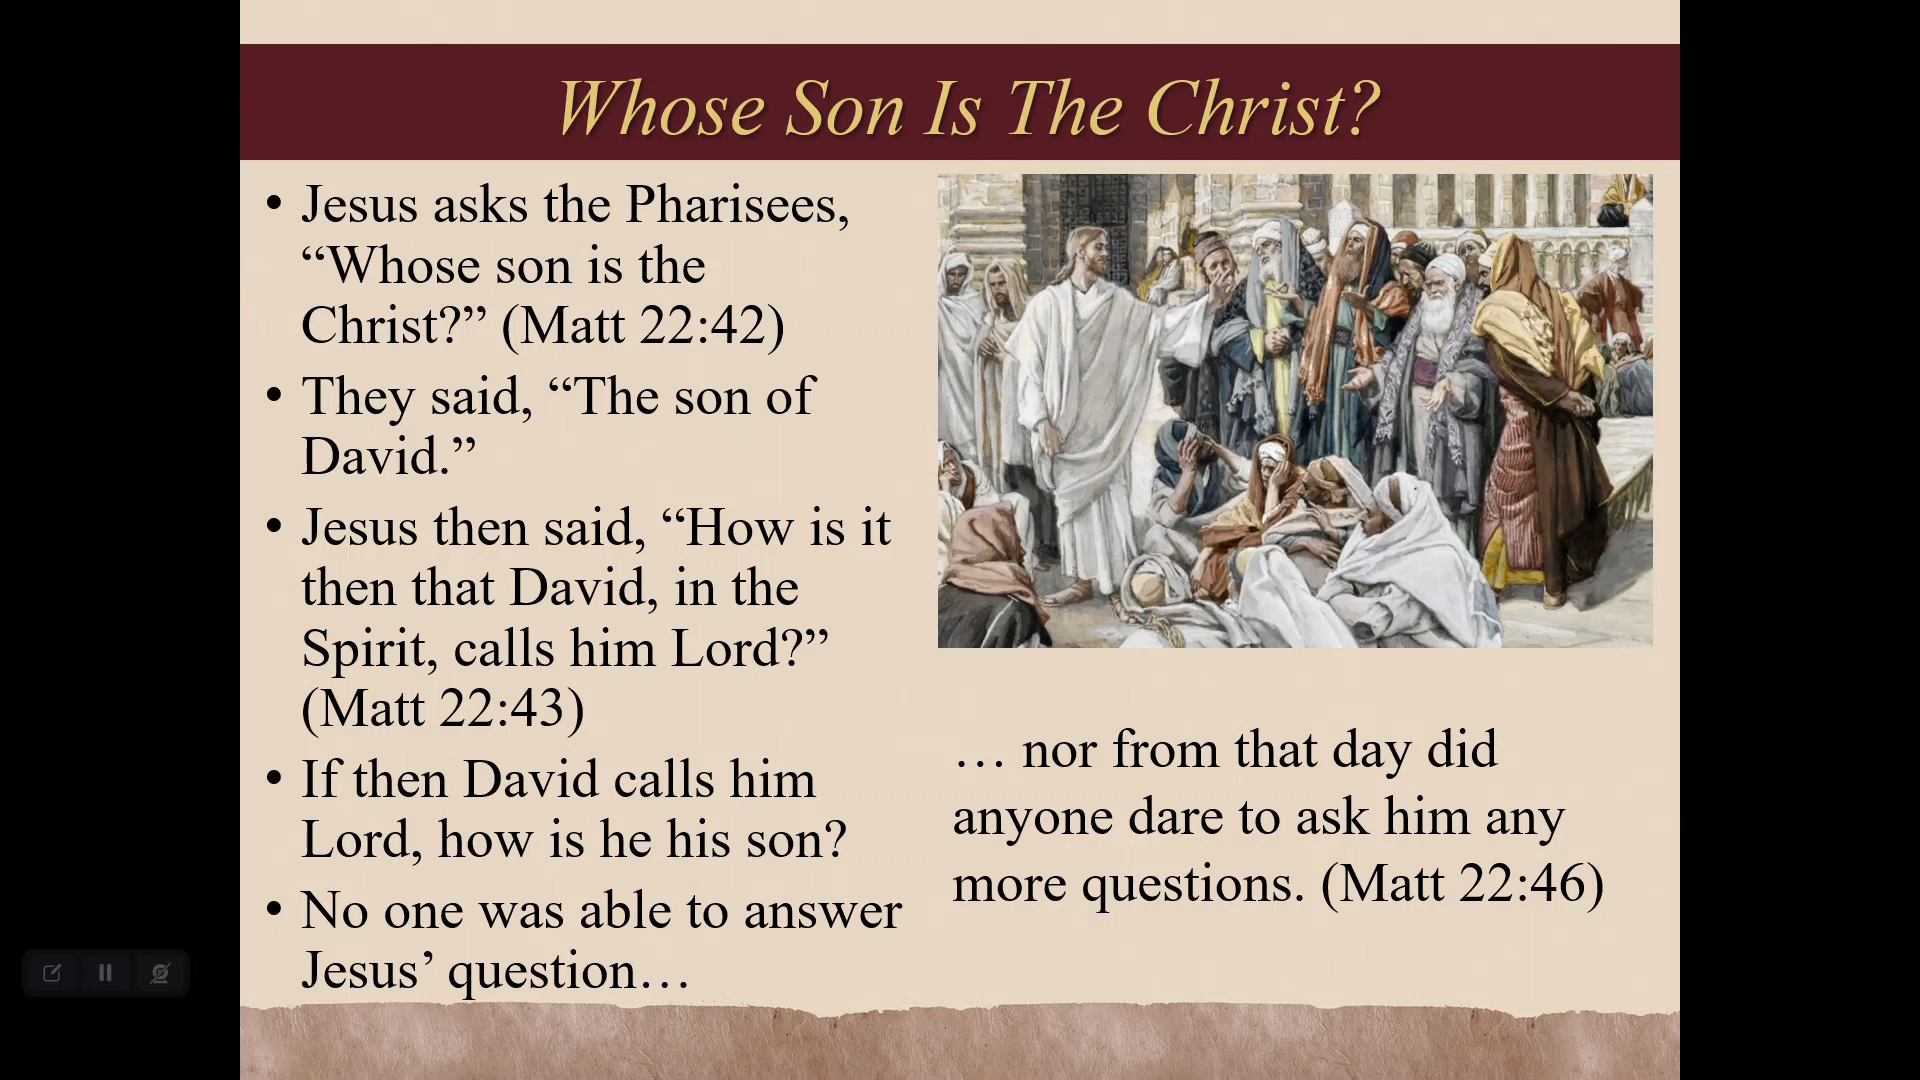 Whose Son Is The Christ?
• Jesus asks the Pharisees,
“Whose son is the
Christ?” (Matt 22:42)
• They said, “The son of
David.”
• Jesus then said, “How is it
then that David, in the
Spirit, calls him Lord?”
(Matt 22:43)
• If then David calls him
Lord, how is he his son?
• No one was able to answer
Jesus’ question…
… nor from that day did
anyone dare to ask him any
more questions. (Matt 22:46)